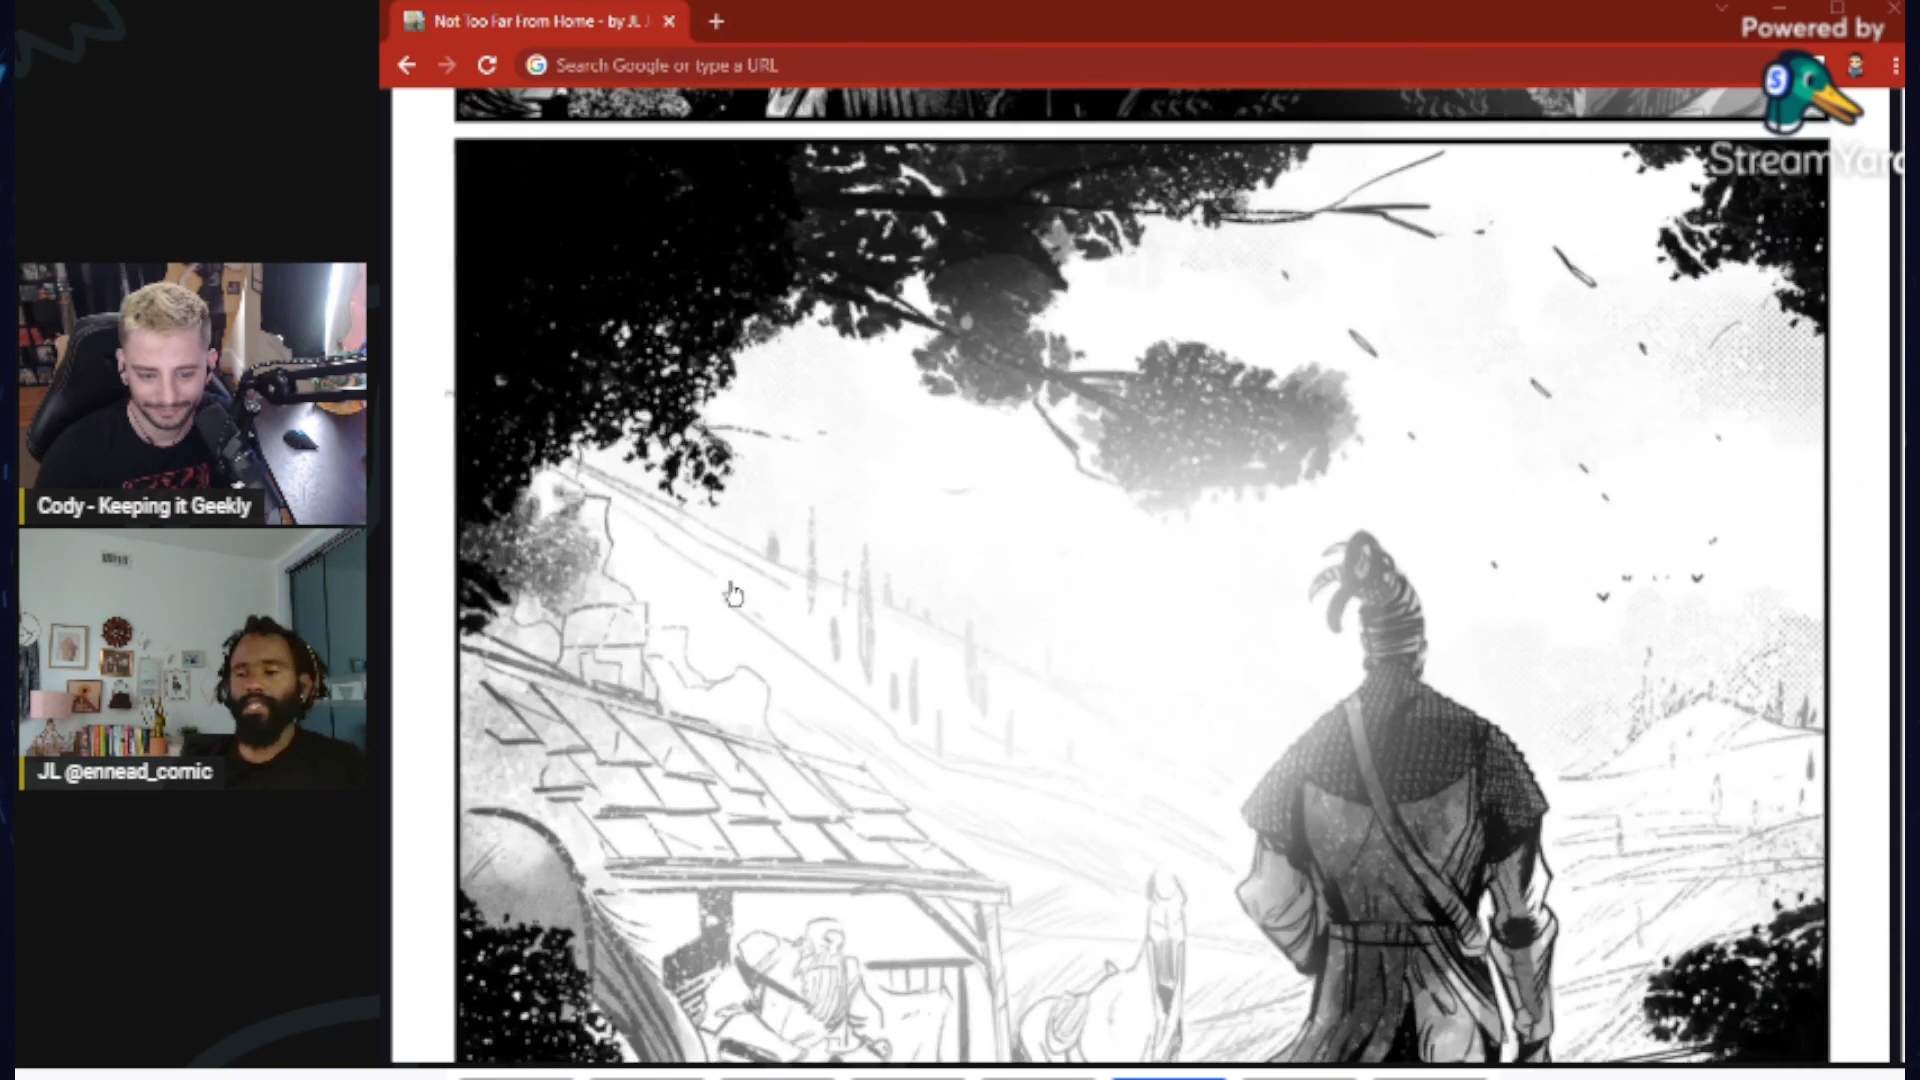 Not Too Far From Home - by JL
Search Google or type a URL
Powered by
S
StreamYard
Cody - Keeping it Geekly
JL @ennead_comic